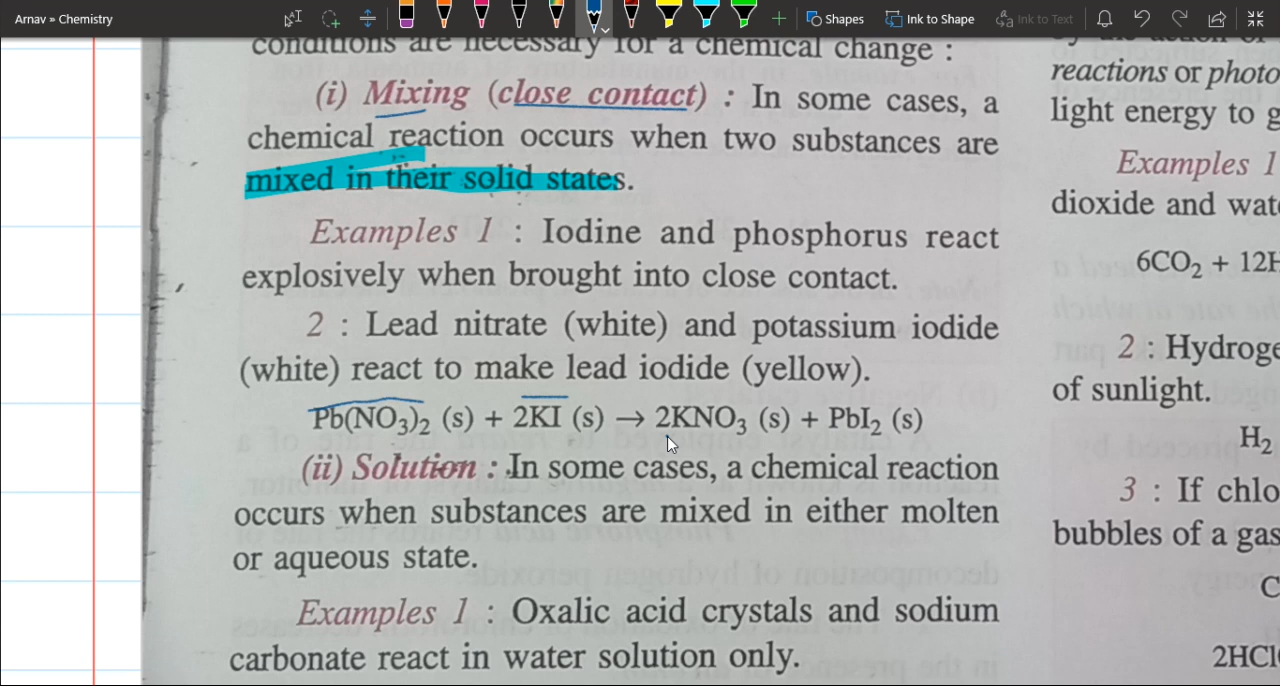 Arnav » Chemistry
Shapes
Ink to Shape
Ink to Text
conditions are necessary for a chemical change :
(i) Mixing (close contact) : In some cases, a
chemical reaction occurs when two substances are
mixed in their solid states.
Examples 1 : Iodine and phosphorus react
explosively when brought into close contact.
2 : Lead nitrate (white) and potassium iodide
(white) react to make lead iodide (yellow).
Pb(NO₃)₂ (s) + 2KI (s) → 2KNO₃ (s) + PbI₂ (s)
(ii) Solution : In some cases, a chemical reaction
occurs when substances are mixed in either molten
or aqueous state.
Examples 1 : Oxalic acid crystals and sodium
carbonate react in water solution only.
reactions or photo
light energy to g
Examples 1
dioxide and wate
6CO₂ + 12H
2 : Hydroge
of sunlight.
H₂
3 : If chlo
bubbles of a gas
C
2HCl